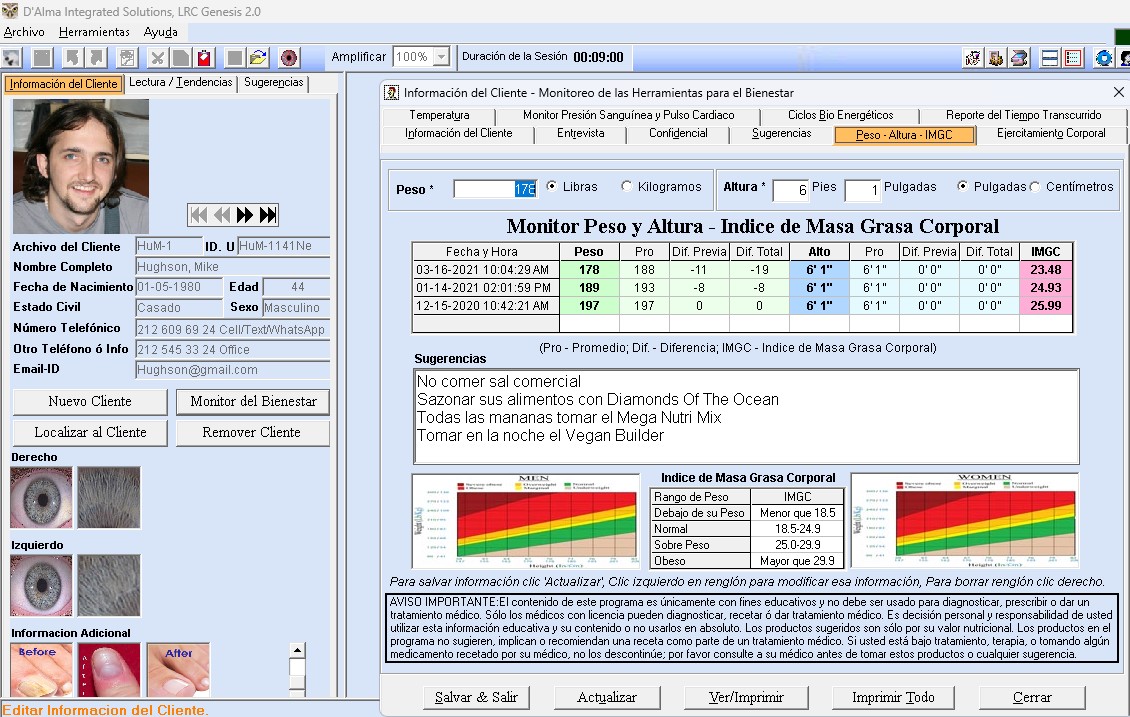 D'Alma Integrated Solutions, LRC Genesis 2.0
Archivo Herramientas Ayuda
Amplificar 100% Duración de la Sesión 00:09:00
Información del Cliente Lectura / Tendencias Sugerencias
Archivo del Cliente HuM-1 ID. U HuM-1141Ne
Nombre Completo Hughson, Mike
Fecha de Nacimiento 01-05-1980 Edad 44
Estado Civil Casado Sexo Masculino
Número Telefónico 212 609 69 24 Cell/Text/WhatsApp
Otro Teléfono ó Info 212 545 33 24 Office
Email-ID Hughson@gmail.com
Nuevo Cliente Monitor del Bienestar
Localizar al Cliente Remover Cliente
Derecho
Izquierdo
Informacion Adicional
Before After After
Editar Informacion del Cliente.
Información del Cliente - Monitoreo de las Herramientas para el Bienestar
Temperatura Monitor Presión Sanguínea y Pulso Cardiaco Ciclos Bio Energéticos Reporte del Tiempo Transcurrido
Información del Cliente Entrevista Confidencial Sugerencias Peso - Altura - IMGC Ejercitamiento Corporal
Peso * 178 Libras Kilogramos Altura * 6 Pies 1 Pulgadas Pulgadas Centímetros
Monitor Peso y Altura - Indice de Masa Grasa Corporal
Fecha y Hora Peso Pro Dif. Previa Dif. Total Alto Pro Dif. Previa Dif. Total IMGC
03-16-2021 10:04:29 AM 178 188 -11 -19 6' 1" 6' 1" 0' 0" 0' 0" 23.48
01-14-2021 02:01:59 PM 189 193 -8 -8 6' 1" 6' 1" 0' 0" 0' 0" 24.93
12-15-2020 10:42:21 AM 197 197 0 0 6' 1" 6' 1" 0' 0" 0' 0" 25.99
(Pro - Promedio; Dif. - Diferencia; IMGC - Indice de Masa Grasa Corporal)
Sugerencias
No comer sal comercial
Sazonar sus alimentos con Diamonds Of The Ocean
Todas las mananas tomar el Mega Nutri Mix
Tomar en la noche el Vegan Builder
MEN
Height
Indice de Masa Grasa Corporal
Rango de Peso IMGC
Debajo de su Peso Menor que 18.5
Normal 18.5-24.9
Sobre Peso 25.0-29.9
Obeso Mayor que 29.9
WOMEN
Height
Para salvar información clic 'Actualizar', Clic izquierdo en renglón para modificar esa información, Para borrar renglón clic derecho.
AVISO IMPORTANTE:El contenido de este programa es únicamente con fines educativos y no debe ser usado para diagnosticar, prescribir o dar un
tratamiento médico. Sólo los médicos con licencia pueden diagnosticar, recetar ó dar tratamiento médico. Es decisión personal y responsabilidad de usted
utilizar esta información educativa y su contenido o no usarlos en absoluto. Los productos sugeridos son sólo por su valor nutricional. Los productos en el
programa no sugieren, implican o recomiendan una receta como parte de un tratamiento médico. Si usted está bajo tratamiento, terapia, o tomando algún
medicamento recetado por su médico, no los descontinúe; por favor consulte a su médico antes de tomar estos productos o cualquier sugerencia.
Salvar & Salir Actualizar Ver/Imprimir Imprimir Todo Cerrar